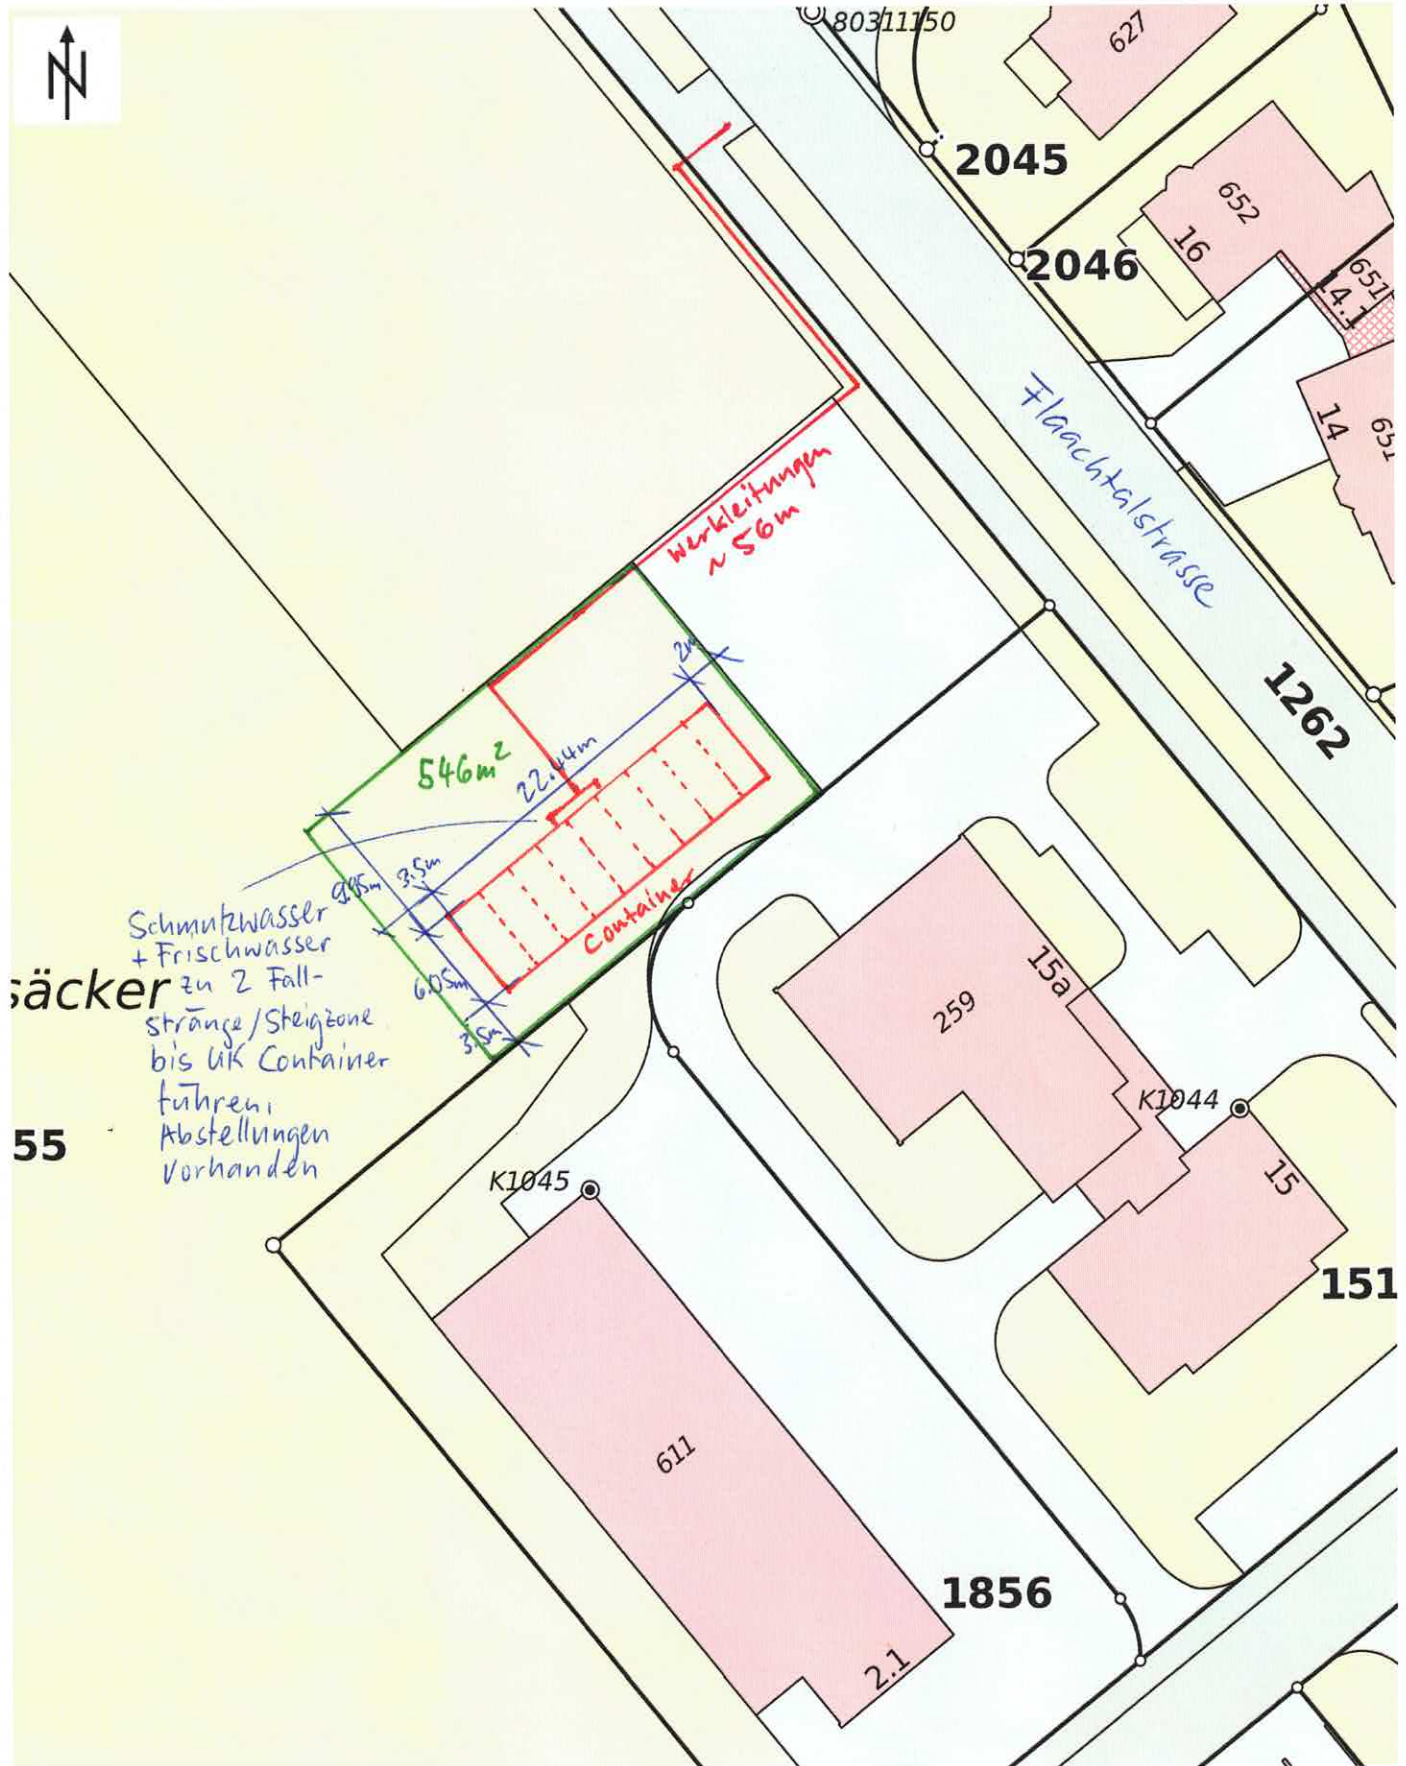 N
80311150
627
2045
652
16
2046
651
14.1
14
651
Flaachtalstrasse
Werkleitungen
~ 56m
1262
2m
546m²
22.44m
3.5m
9.95m
Container
6.05m
3.5m
Schmutzwasser
+ Frischwasser
zu 2 Fall-
stränge/Steigzone
bis UK Container
führen,
Abstellungen
vorhanden
säcker
55
15a
259
K1044
15
K1045
151
611
1856
2.1